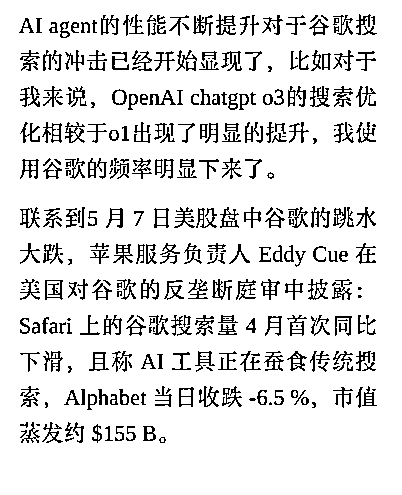 AI agent的性能不断提升对于谷歌搜
索的冲击已经开始显现了，比如对于
我来说，OpenAI chatgpt o3的搜索优
化相较于o1出现了明显的提升，我使
用谷歌的频率明显下来了。
联系到5 月 7 日美股盘中谷歌的跳水
大跌，苹果服务负责人 Eddy Cue 在
美国对谷歌的反垄断庭审中披露：
Safari 上的谷歌搜索量 4 月首次同比
下滑，且称 AI 工具正在蚕食传统搜
索，Alphabet 当日收跌 -6.5 %，市值
蒸发约 $155 B。